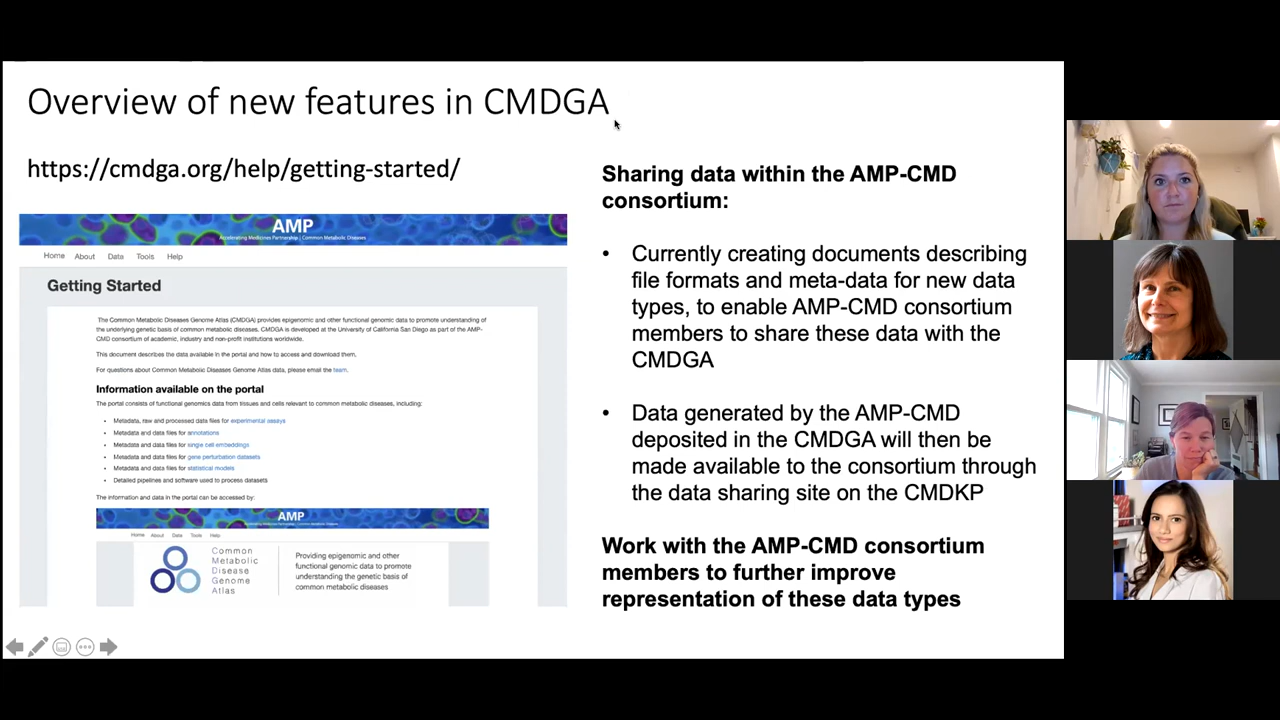 Overview of new features in CMDGA
https://cmdga.org/help/getting-started/
AMP
Accelerating Medicines Partnership | Common Metabolic Diseases
Home About Data Tools Help
Getting Started
The Common Metabolic Diseases Genome Atlas (CMDGA) provides epigenomic and other functional genomic data to promote understanding of
the underlying genetic basis of common metabolic diseases. CMDGA is developed at the University of California San Diego as part of the AMP-
CMD consortium of academic, industry and non-profit institutions worldwide.
This document describes the data available in the portal and how to access and download them.
For questions about Common Metabolic Diseases Genome Atlas data, please email the team.
Information available on the portal
The portal consists of functional genomics data from tissues and cells relevant to common metabolic diseases, including:
• Metadata, raw and processed data files for experimental assays
• Metadata and data files for annotations
• Metadata and data files for single cell embeddings
• Metadata and data files for gene perturbation datasets
• Metadata and data files for statistical models
• Detailed pipelines and software used to process datasets
The information and data in the portal can be accessed by:
AMP
Home About Data Tools Help
Common
Metabolic
Disease
Genome
Atlas
Providing epigenomic and other
functional genomic data to promote
understanding the genetic basis of
common metabolic diseases
Sharing data within the AMP-CMD
consortium:
• Currently creating documents describing
file formats and meta-data for new data
types, to enable AMP-CMD consortium
members to share these data with the
CMDGA
• Data generated by the AMP-CMD
deposited in the CMDGA will then be
made available to the consortium through
the data sharing site on the CMDKP
Work with the AMP-CMD consortium
members to further improve
representation of these data types